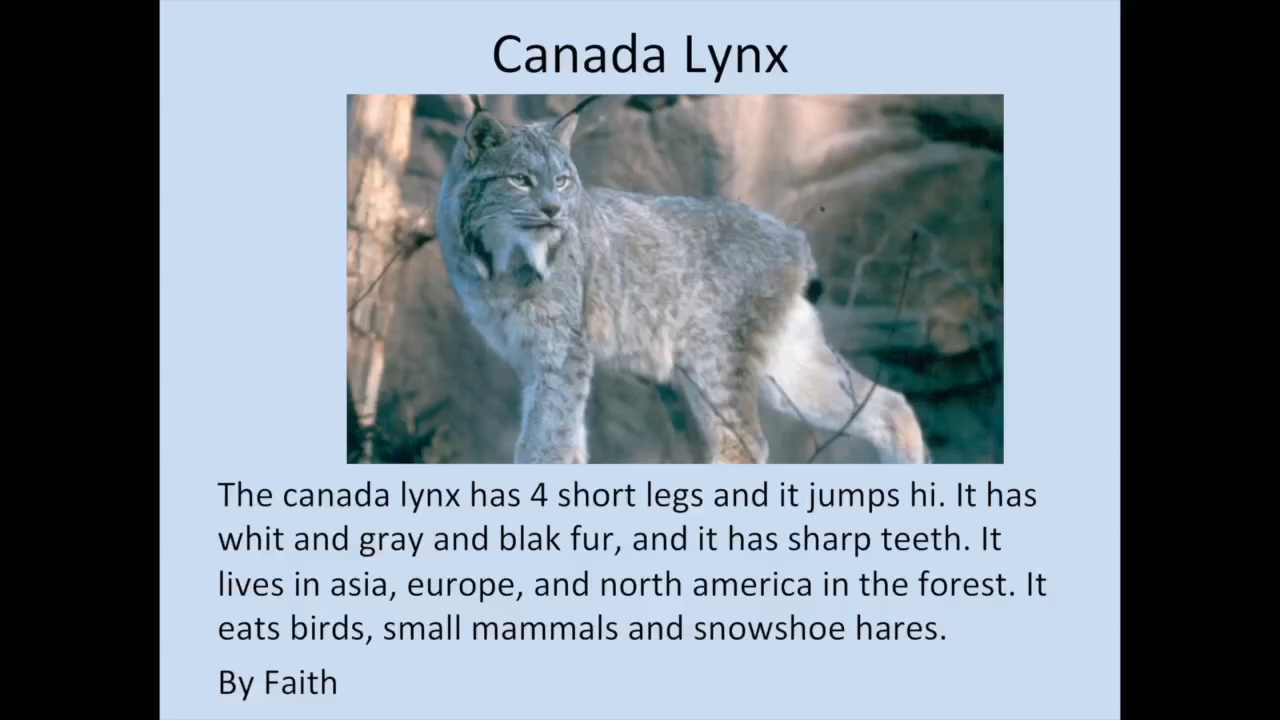 Canada Lynx
The canada lynx has 4 short legs and it jumps hi. It has
whit and gray and blak fur, and it has sharp teeth. It
lives in asia, europe, and north america in the forest. It
eats birds, small mammals and snowshoe hares.
By Faith